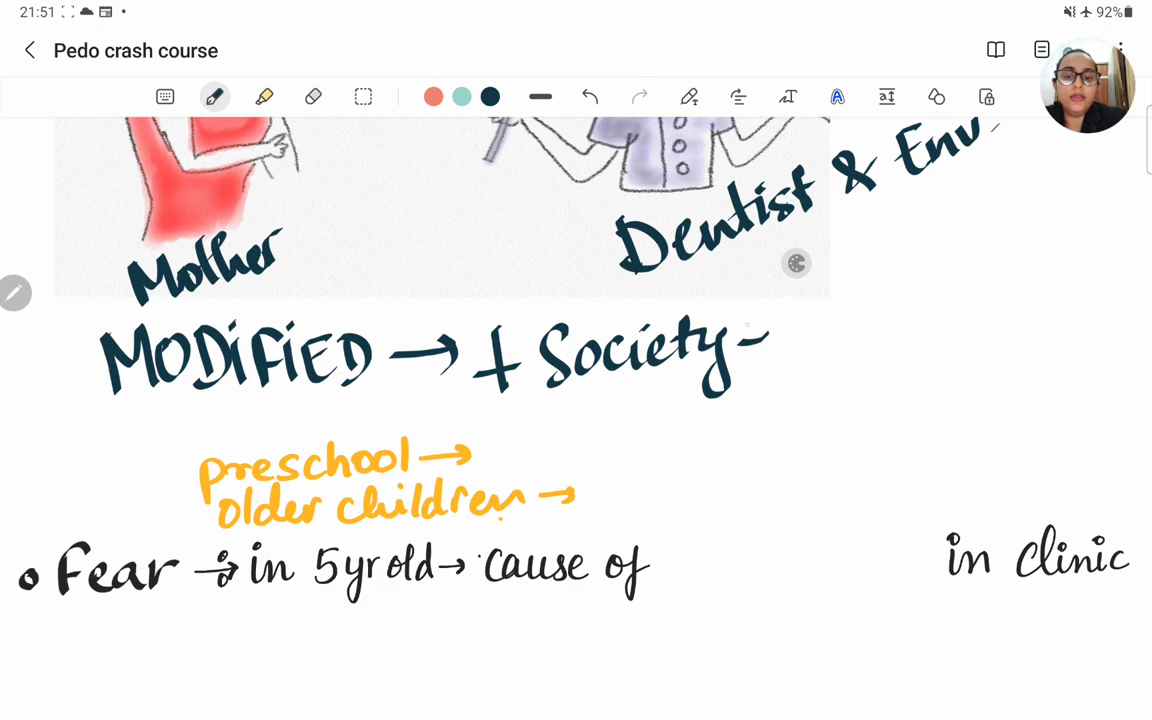 21:51 92%
Pedo crash course
Mother
Dentist & Env
MODiFiED → + Society -
preschool →
older children →
• Fear → in 5yr old → cause of in clinic